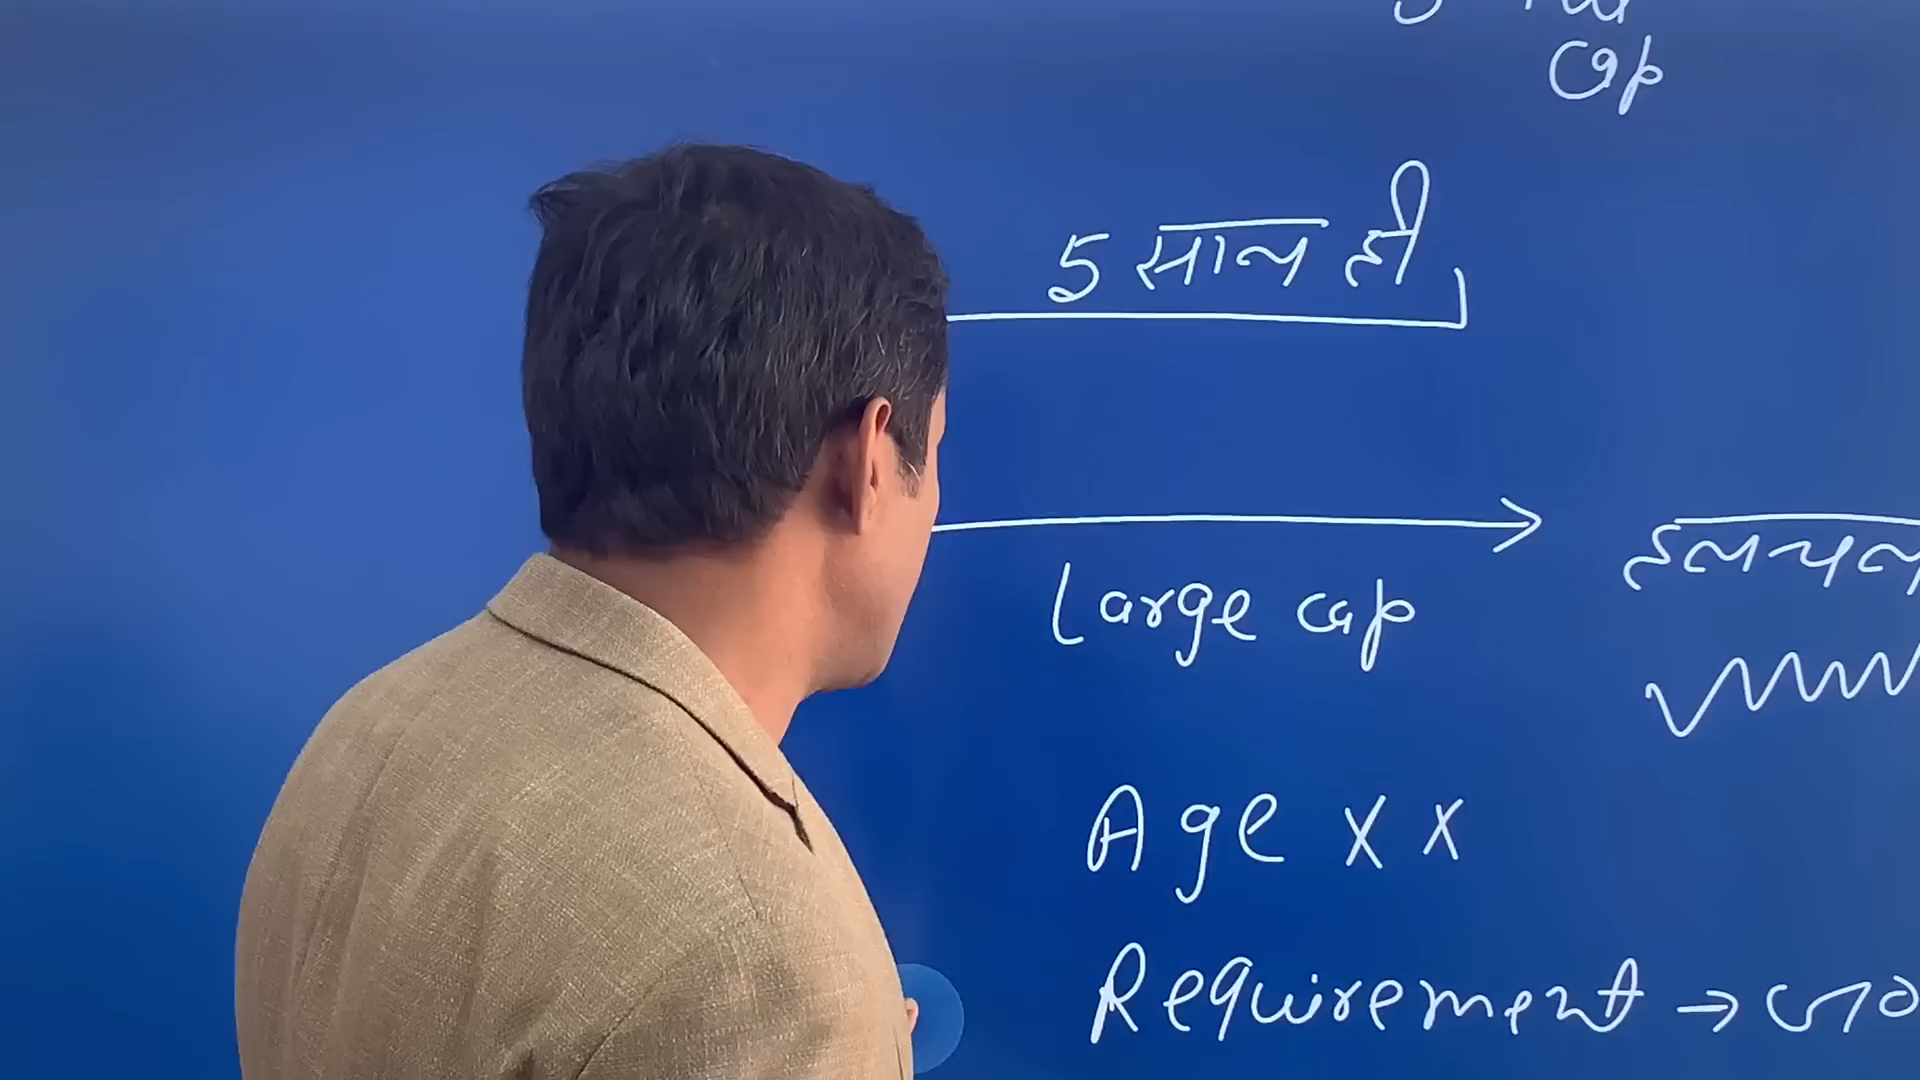 Cap
5 साल ही
Large cap
हलचल
Age x x
Requirement →